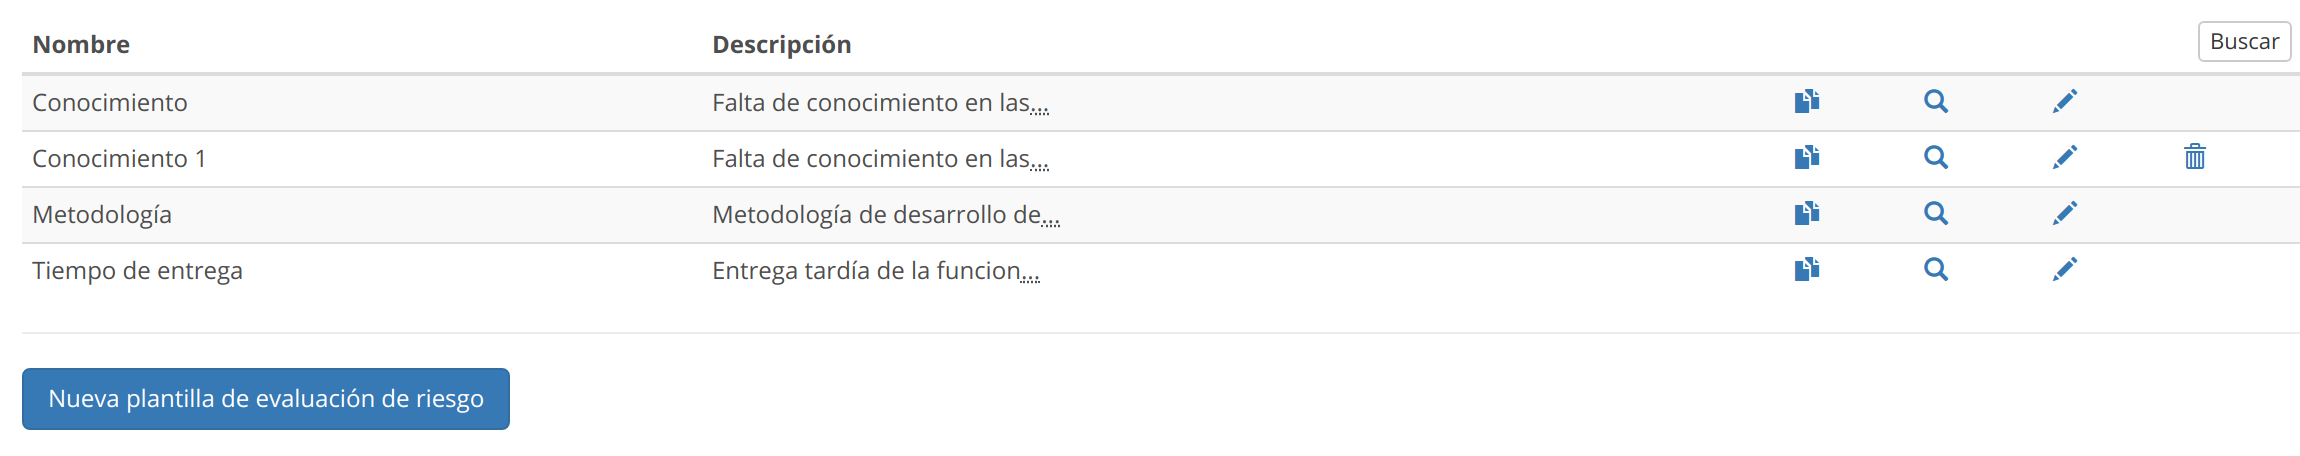 Nombre Descripción Buscar
Conocimiento Falta de conocimiento en las...
Conocimiento 1 Falta de conocimiento en las...
Metodología Metodología de desarrollo de...
Tiempo de entrega Entrega tardía de la funcion...
Nueva plantilla de evaluación de riesgo